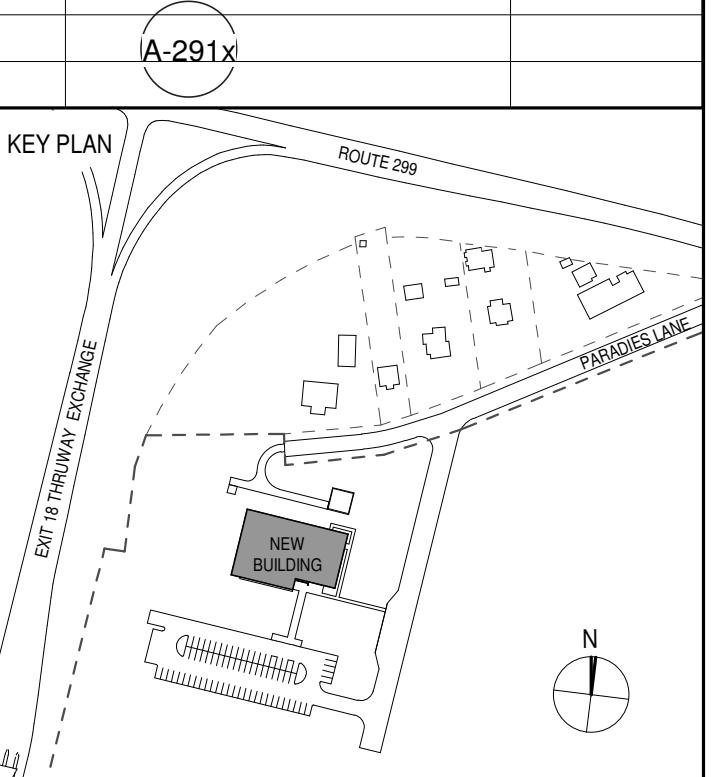 A-291x
KEY PLAN
ROUTE 299
PARADIES LANE
EXIT 18 THRUWAY EXCHANGE
NEW
BUILDING
N